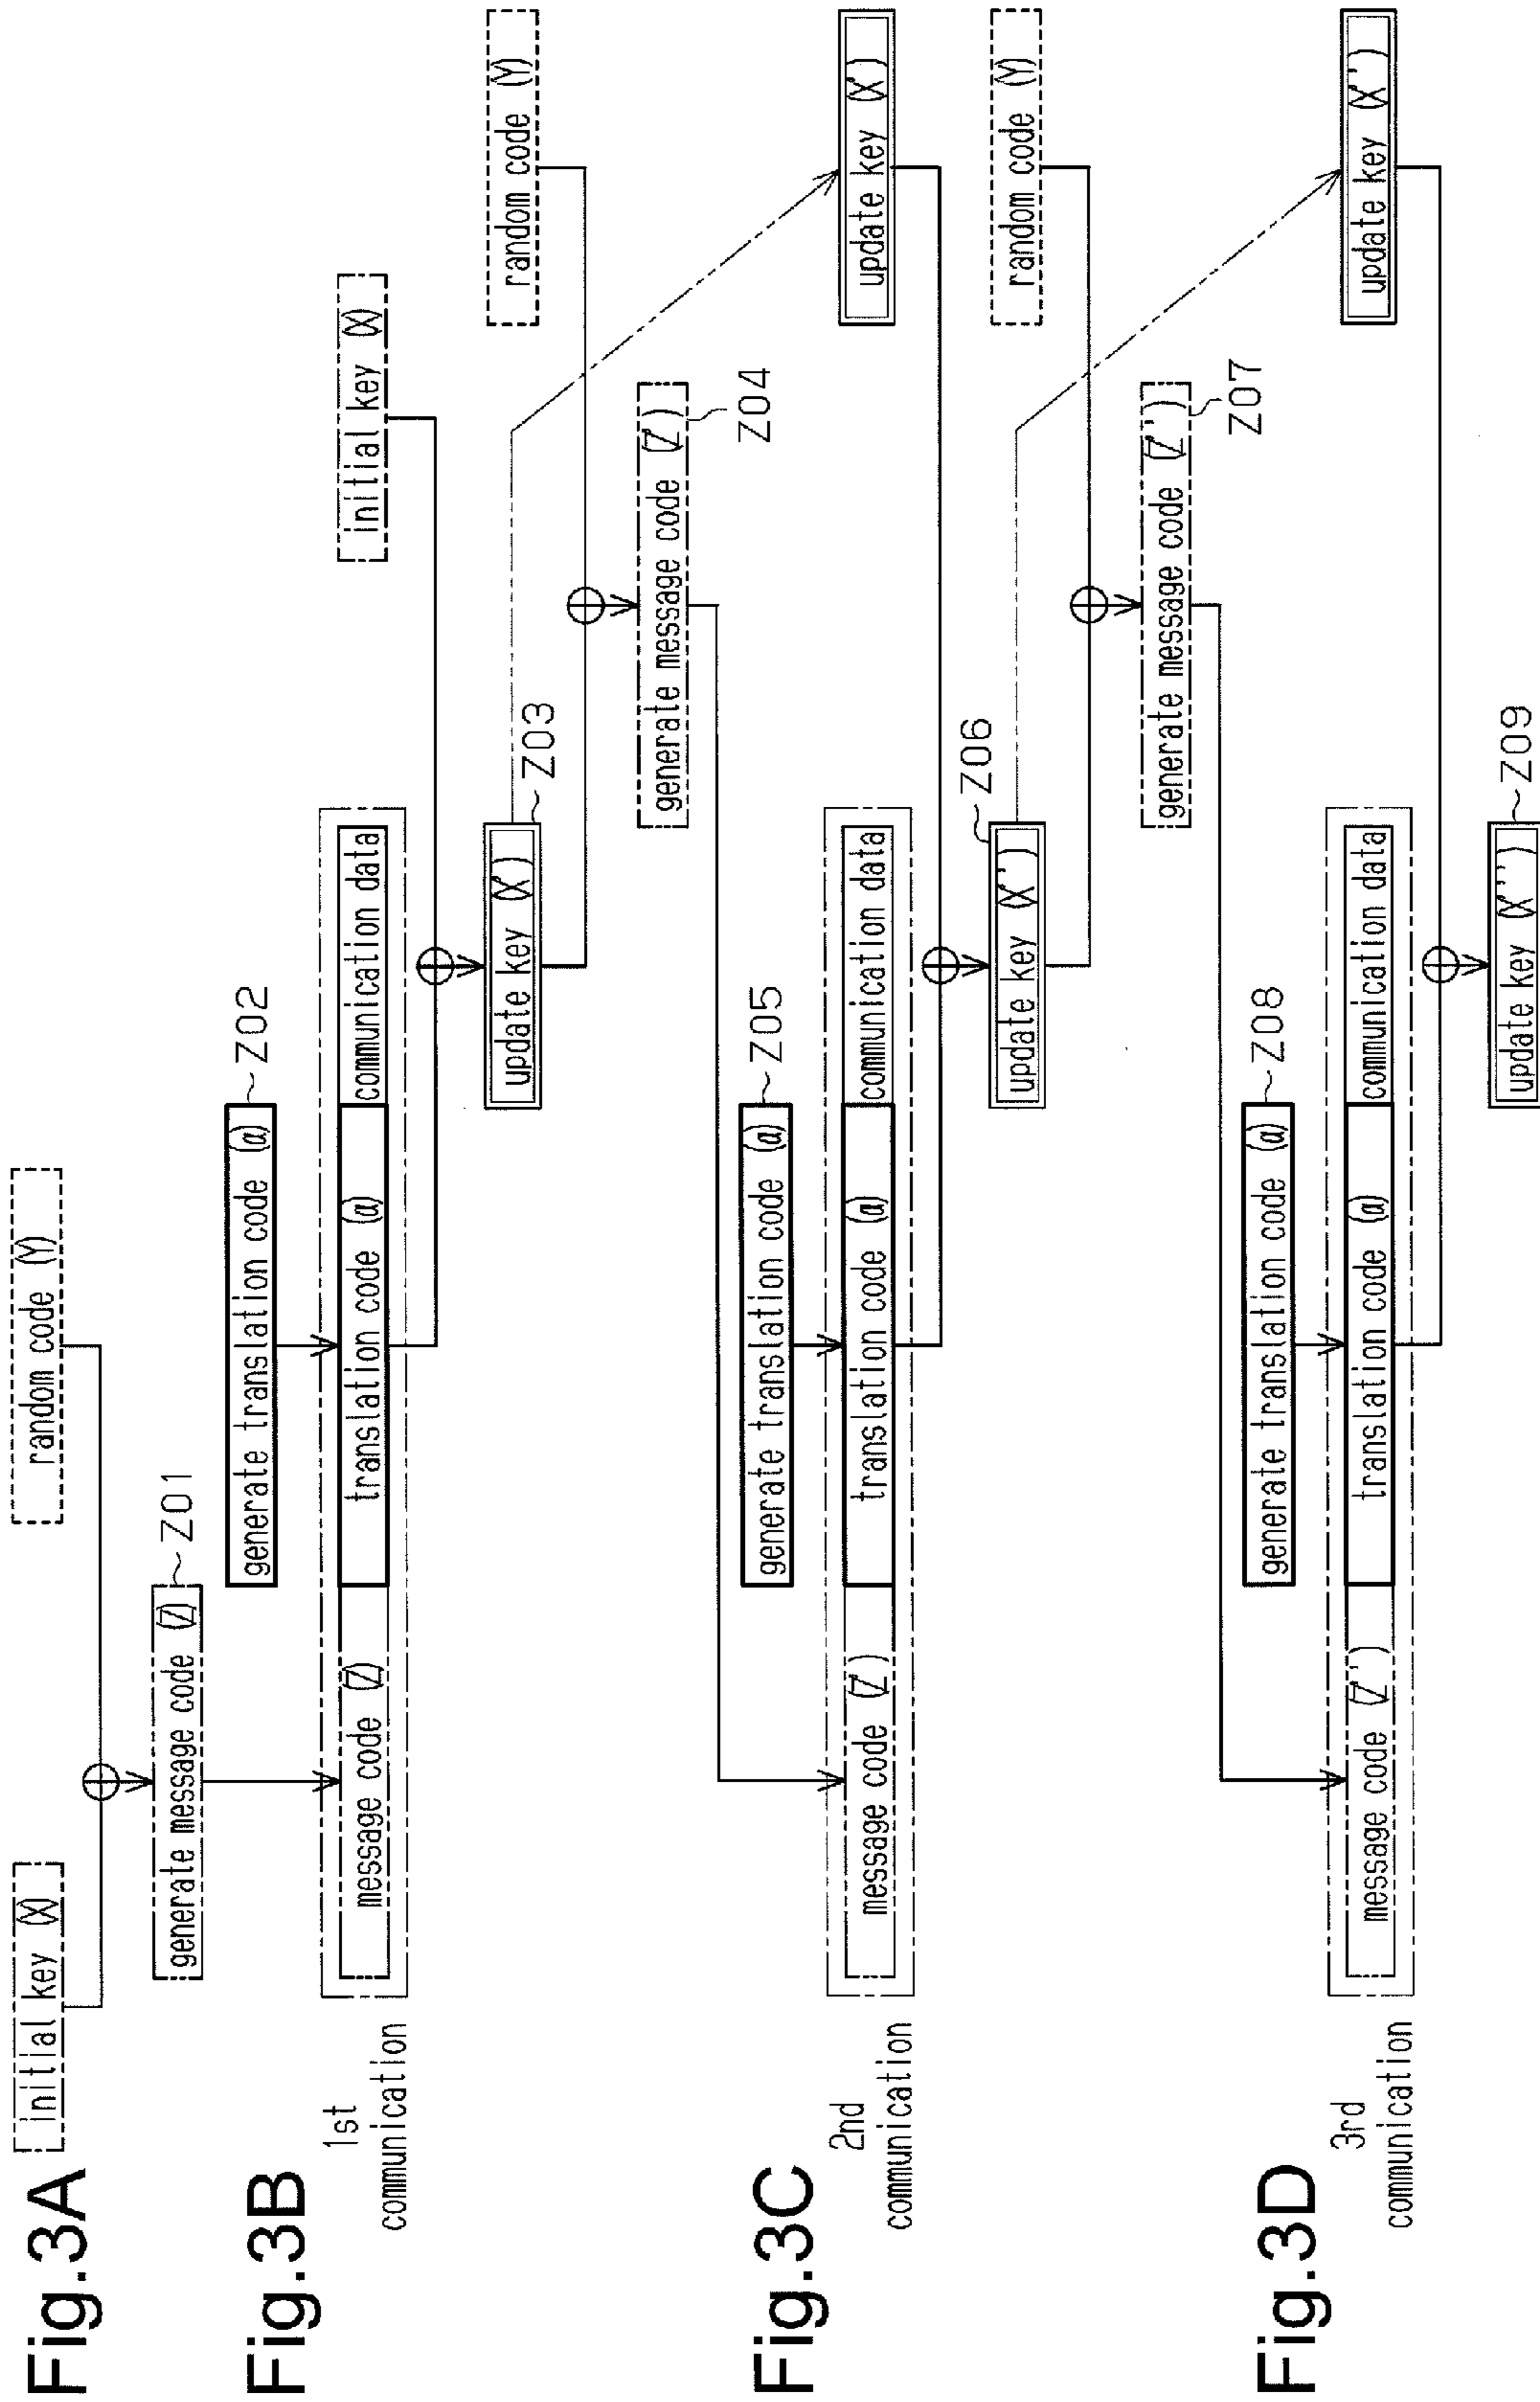 Fig.3A
initial key (X)
random code (Y)
generate message code (Z)
Z01
Fig.3B
generate translation code (α)
Z02
1st
communication
message code (Z)
translation code (α)
communication data
initial key (X)
update key (X')
Z03
random code (Y)
generate message code (Z')
Z04
Fig.3C
generate translation code (α)
Z05
2nd
communication
message code (Z')
translation code (α)
communication data
update key (X')
update key (X'')
Z06
random code (Y)
generate message code (Z'')
Z07
Fig.3D
generate translation code (α)
Z08
3rd
communication
message code (Z'')
translation code (α)
communication data
update key (X'')
update key (X''')
Z09